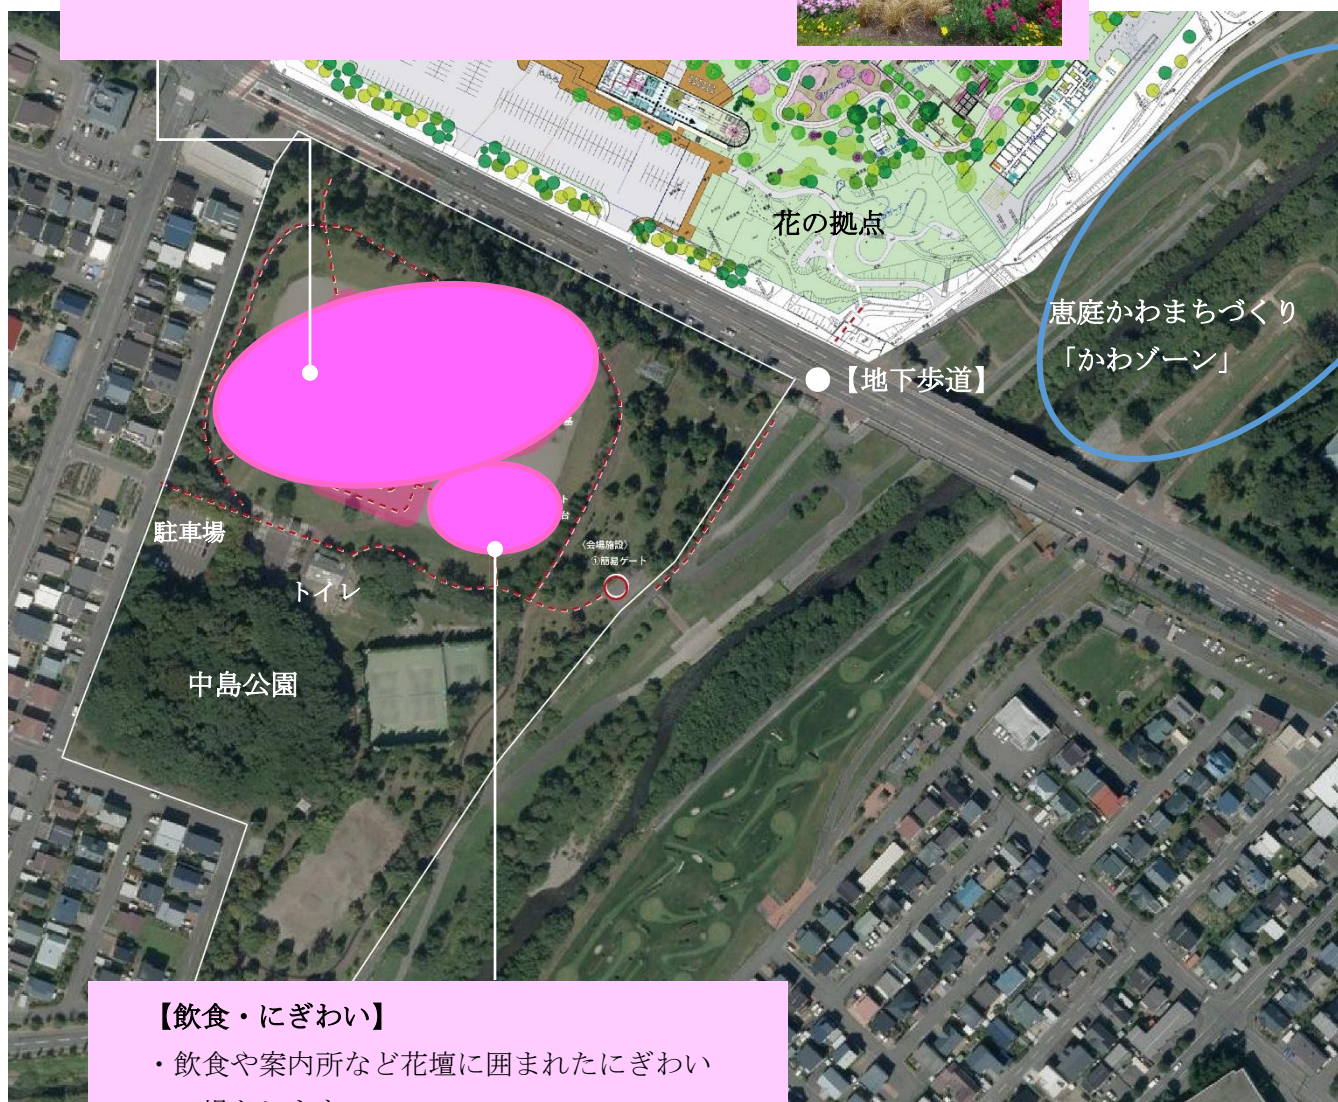 花の拠点
恵庭かわまちづくり
「かわゾーン」
【地下歩道】
台
駐車場
〈会場施設〉
①簡易ゲート
トイレ
中島公園
【飲食・にぎわい】
・飲食や案内所など花壇に囲まれたにぎわい